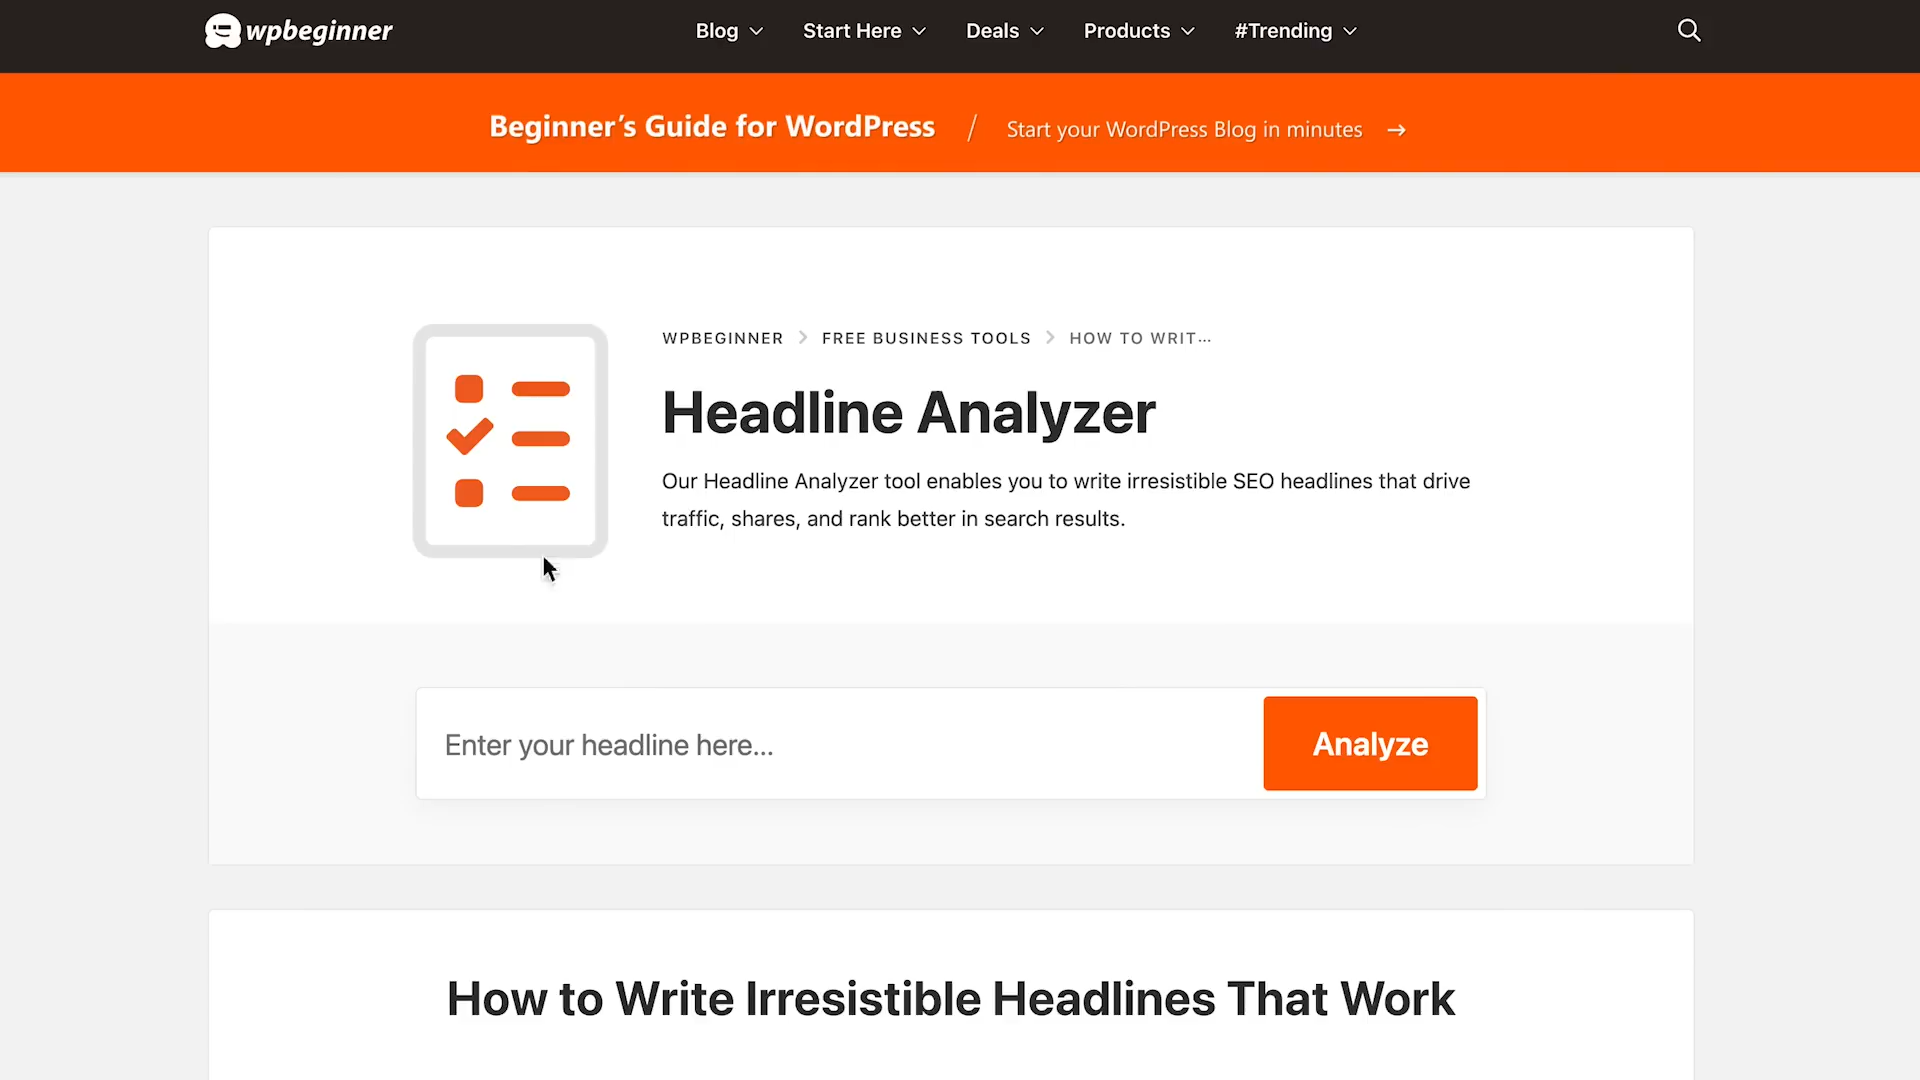 wpbeginner
Blog
Start Here
Deals
Products
#Trending
Beginner's Guide for WordPress / Start your WordPress Blog in minutes →
WPBEGINNER > FREE BUSINESS TOOLS > HOW TO WRIT...
Headline Analyzer
Our Headline Analyzer tool enables you to write irresistible SEO headlines that drive
traffic, shares, and rank better in search results.
Enter your headline here...
Analyze
How to Write Irresistible Headlines That Work